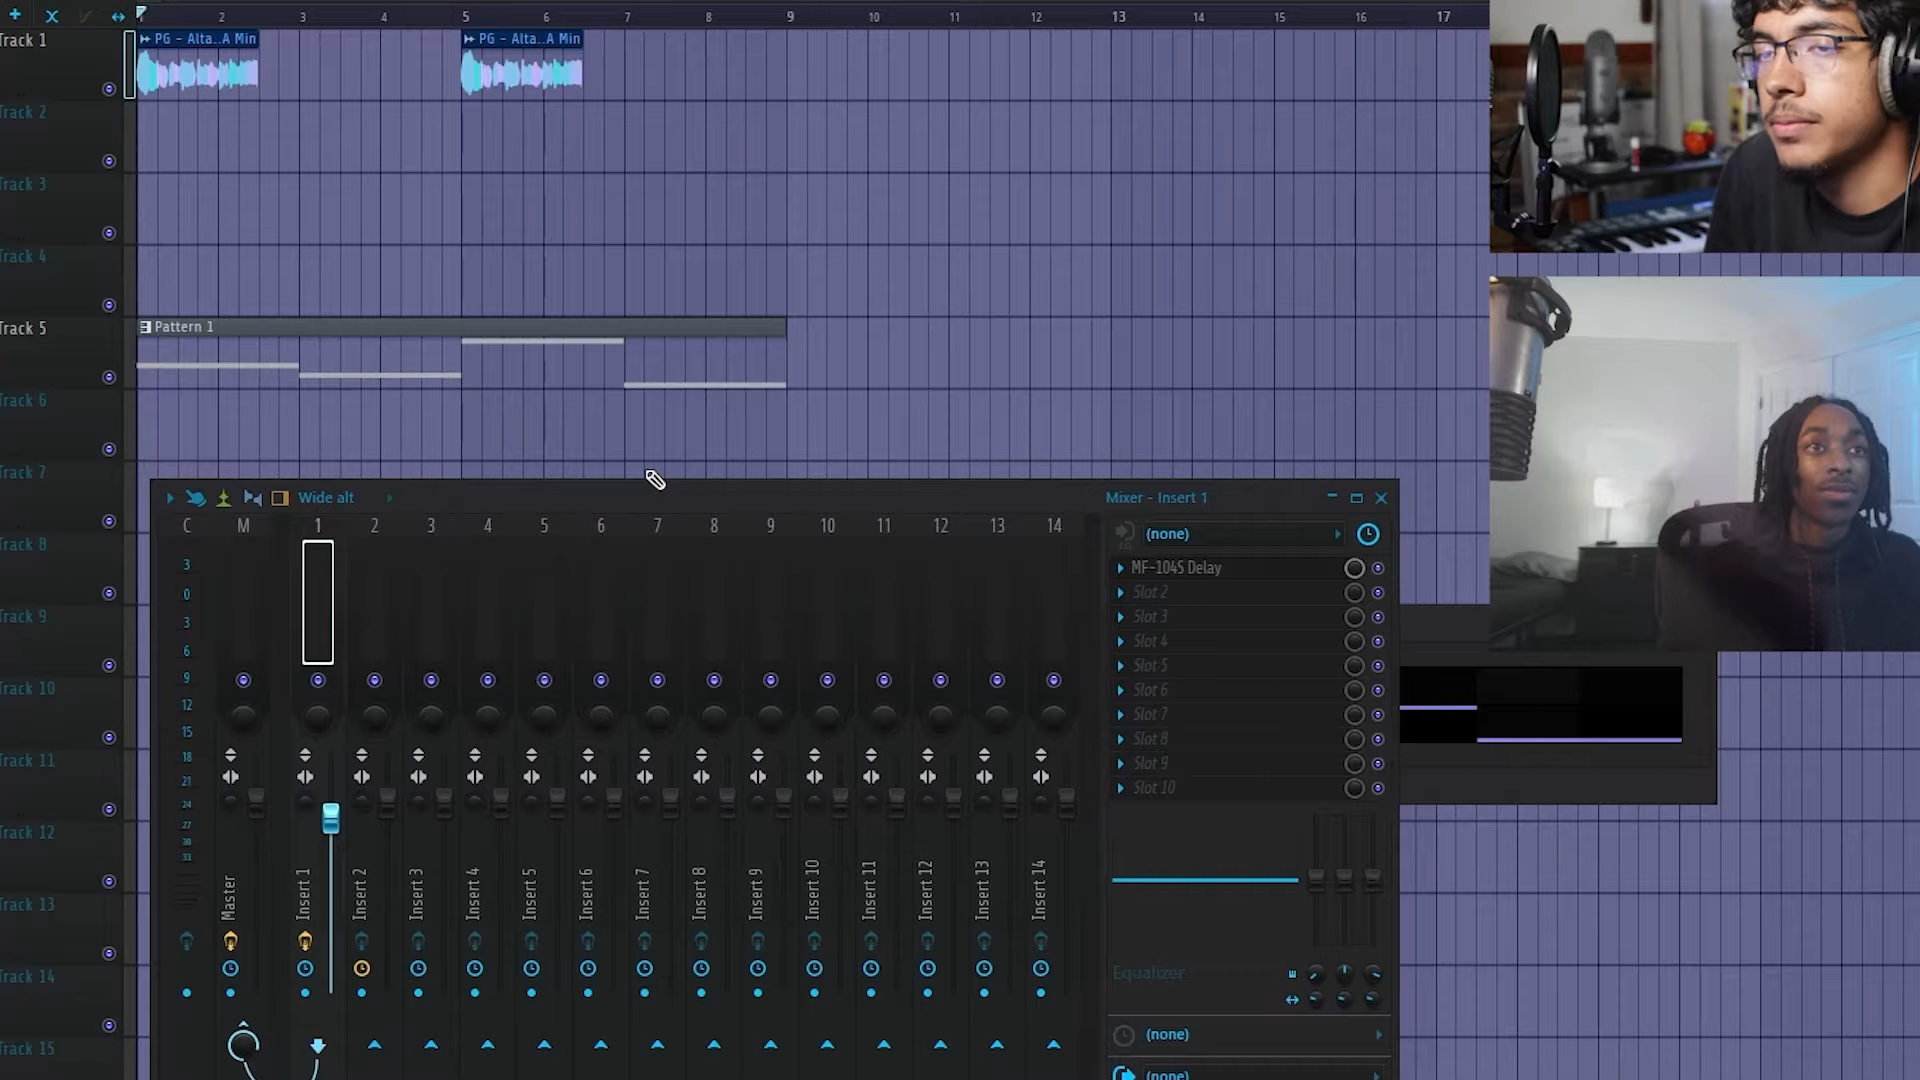 1 2 3 4 5 6 7 8 9 10 11 12 13 14 15 16 17
Track 1
PG - Alta..A Min
PG - Alta..A Min
Track 2
Track 3
Track 4
Track 5
Pattern 1
Track 6
Track 7
Track 8
Track 9
Track 10
Track 11
Track 12
Track 13
Track 14
Track 15
Wide alt
Mixer - Insert 1
C M 1 2 3 4 5 6 7 8 9 10 11 12 13 14
3
0
3
6
9
12
15
18
21
24
27
30
33
Master
Insert 1
Insert 2
Insert 3
Insert 4
Insert 5
Insert 6
Insert 7
Insert 8
Insert 9
Insert 10
Insert 11
Insert 12
Insert 13
Insert 14
(none)
MF-104S Delay
Slot 2
Slot 3
Slot 4
Slot 5
Slot 6
Slot 7
Slot 8
Slot 9
Slot 10
Equalizer
(none)
(none)